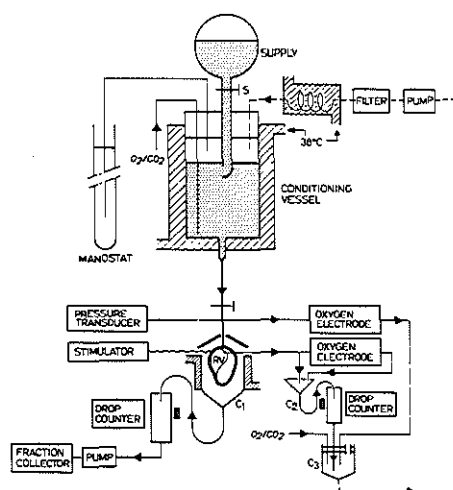 SUPPLY
S
FILTER
PUMP
38°C
O₂/CO₂
CONDITIONING
VESSEL
MANOSTAT
PRESSURE
TRANSDUCER
OXYGEN
ELECTRODE
STIMULATOR
RV
OXYGEN
ELECTRODE
C₁
C₂
DROP
COUNTER
DROP
COUNTER
O₂/CO₂
C₃
FRACTION
COLLECTOR
PUMP